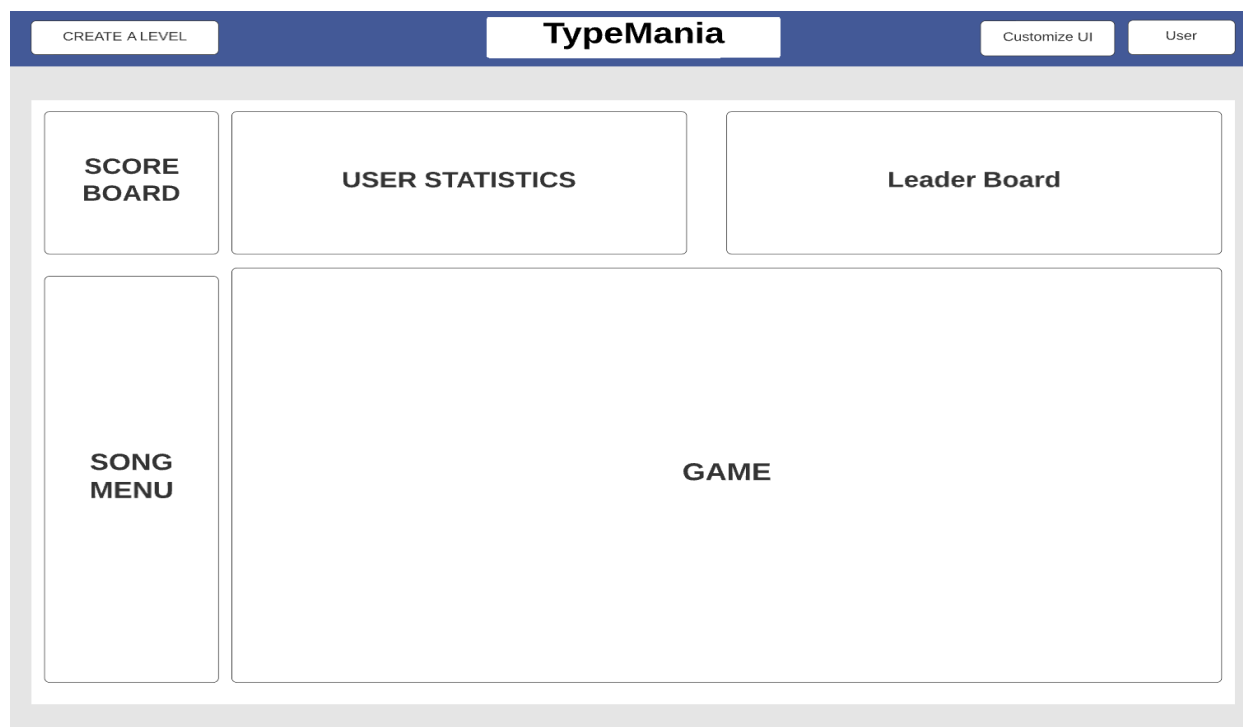 CREATE A LEVEL
TypeMania
Customize UI
User
SCORE
BOARD
USER STATISTICS
Leader Board
SONG
MENU
GAME